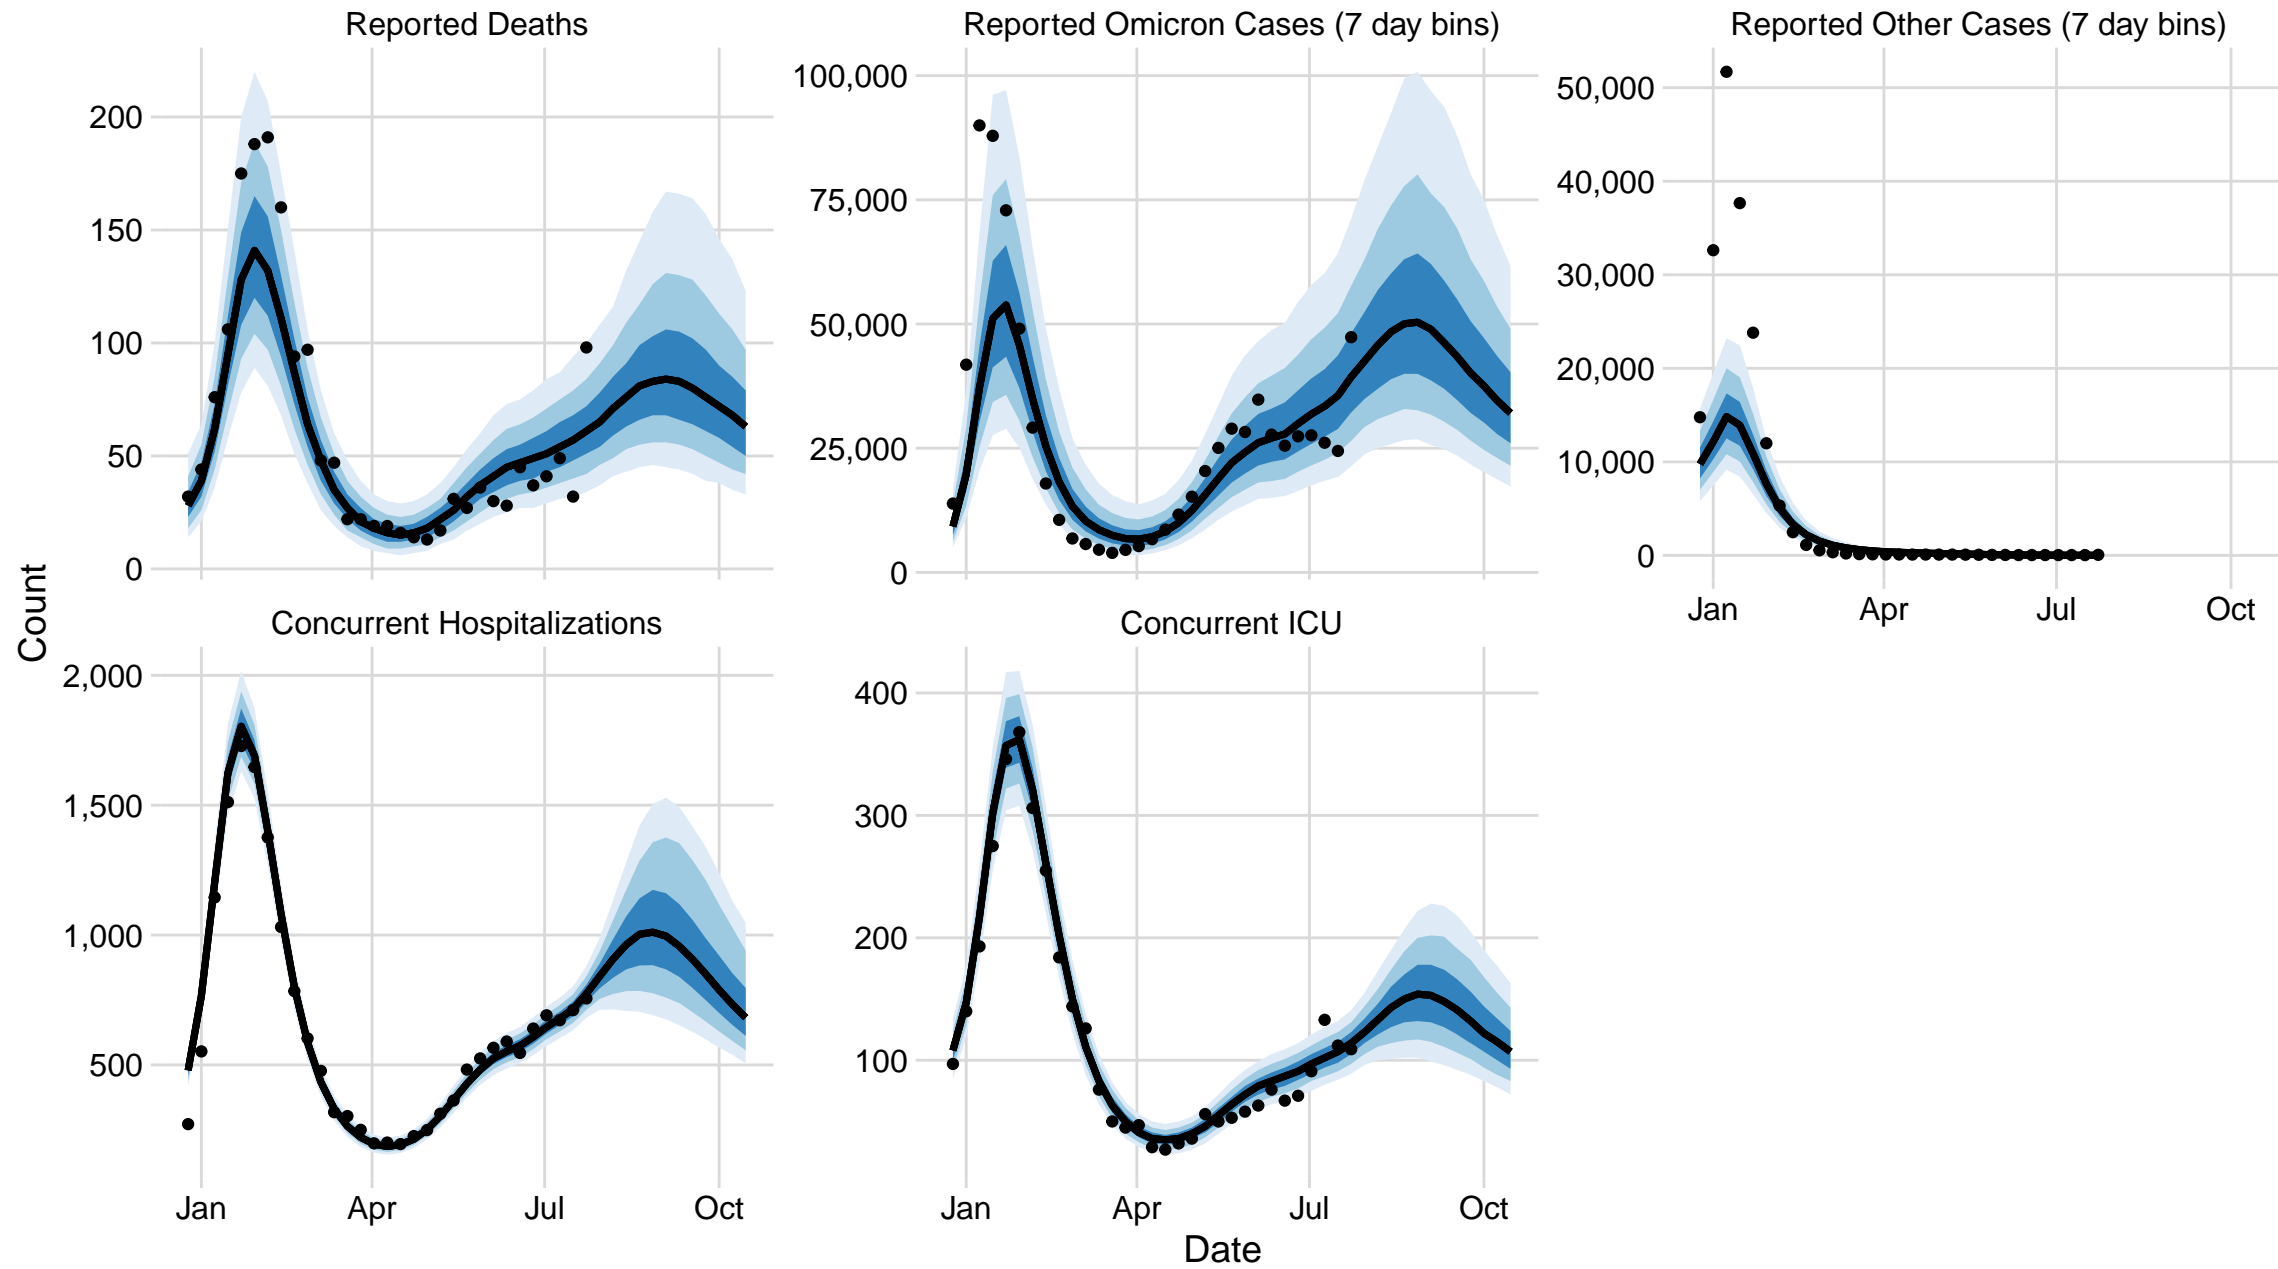 Reported Deaths
Reported Omicron Cases (7 day bins)
Reported Other Cases (7 day bins)
200
150
100
50
0
100,000
75,000
50,000
25,000
0
50,000
40,000
30,000
20,000
10,000
0
Jan Apr Jul Oct
Count
Concurrent Hospitalizations
Concurrent ICU
2,000
1,500
1,000
500
400
300
200
100
Jan Apr Jul Oct
Jan Apr Jul Oct
Date